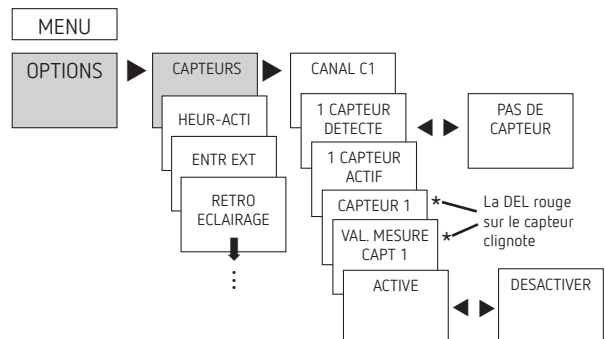 MENU
OPTIONS
CAPTEURS
HEUR-ACTI
ENTR EXT
RETRO
ECLAIRAGE
CANAL C1
1 CAPTEUR
DETECTE
PAS DE
CAPTEUR
1 CAPTEUR
ACTIF
CAPTEUR 1 *
VAL. MESURE
CAPT 1 *
La DEL rouge
sur le capteur
clignote
ACTIVE
DESACTIVER